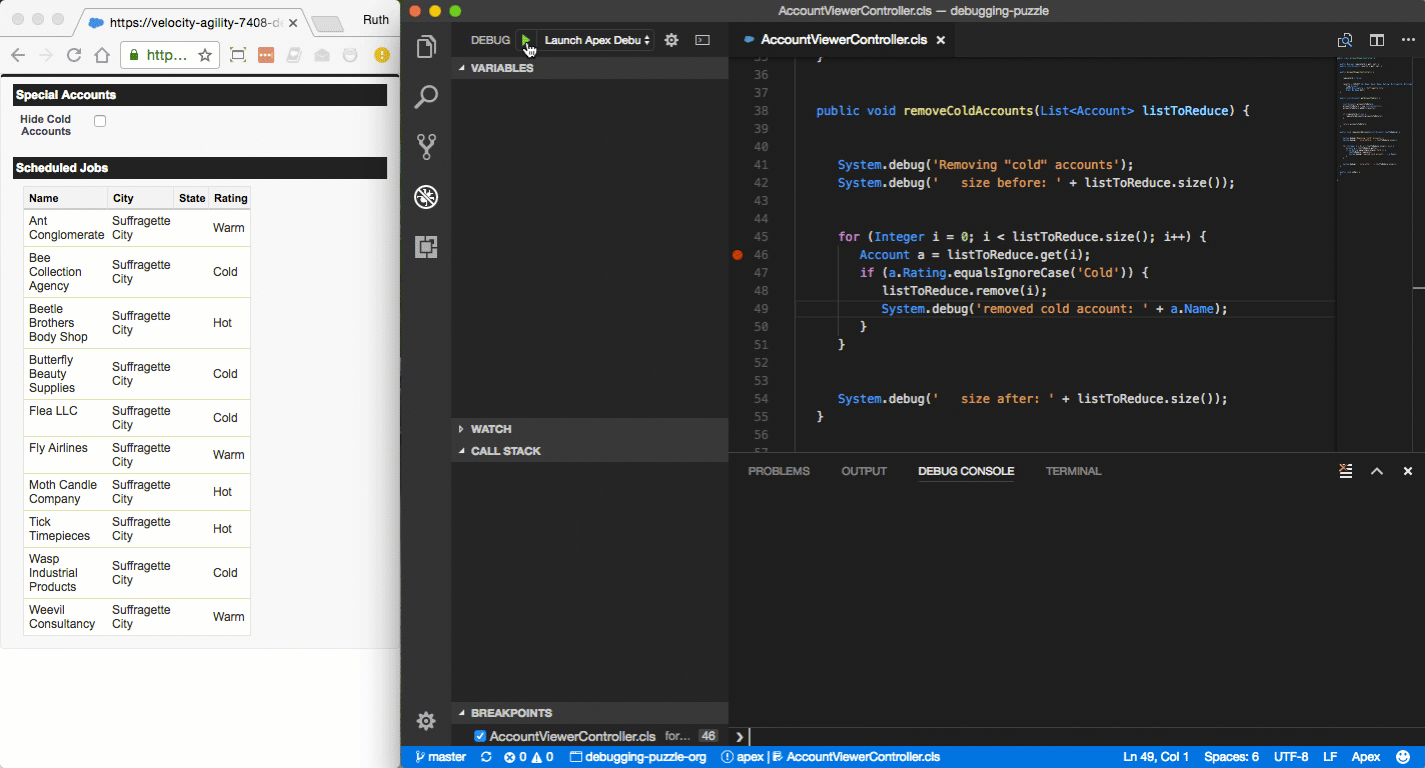 https://velocity-agility-7408-de
Ruth
http...
Special Accounts
Hide Cold
Accounts
Scheduled Jobs
Name City State Rating
Ant
Conglomerate
Suffragette
City
Warm
Bee
Collection
Agency
Suffragette
City
Cold
Beetle
Brothers
Body Shop
Suffragette
City
Hot
Butterfly
Beauty
Supplies
Suffragette
City
Cold
Flea LLC
Suffragette
City
Cold
Fly Airlines
Suffragette
City
Warm
Moth Candle
Company
Suffragette
City
Hot
Tick
Timepieces
Suffragette
City
Hot
Wasp
Industrial
Products
Suffragette
City
Cold
Weevil
Consultancy
Suffragette
City
Warm
AccountViewerController.cls — debugging-puzzle
DEBUG Launch Apex Debu
VARIABLES
WATCH
CALL STACK
BREAKPOINTS
AccountViewerController.cls for... 46
AccountViewerController.cls
35 }
36
37
38 public void removeColdAccounts(List<Account> listToReduce) {
39
40
41 System.debug('Removing "cold" accounts');
42 System.debug('   size before: ' + listToReduce.size());
43
44
45 for (Integer i = 0; i < listToReduce.size(); i++) {
46 Account a = listToReduce.get(i);
47 if (a.Rating.equalsIgnoreCase('Cold')) {
48 listToReduce.remove(i);
49 System.debug('removed cold account: ' + a.Name);
50 }
51 }
52
53
54 System.debug('   size after: ' + listToReduce.size());
55 }
56
57
PROBLEMS OUTPUT DEBUG CONSOLE TERMINAL
master 0 0 debugging-puzzle-org apex | AccountViewerController.cls Ln 49, Col 1 Spaces: 6 UTF-8 LF Apex